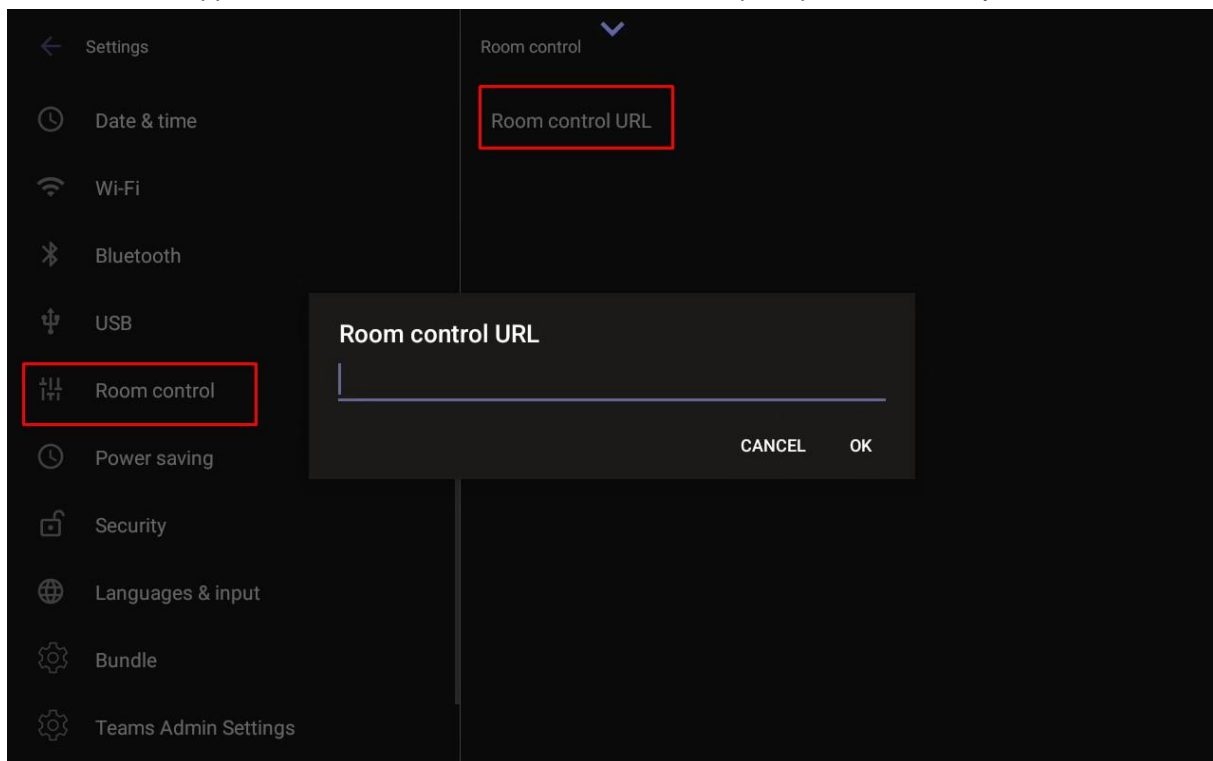 Settings
Room control
Date & time
Room control URL
Wi-Fi
Bluetooth
USB
Room control URL
Room control
CANCEL OK
Power saving
Security
Languages & input
Bundle
Teams Admin Settings